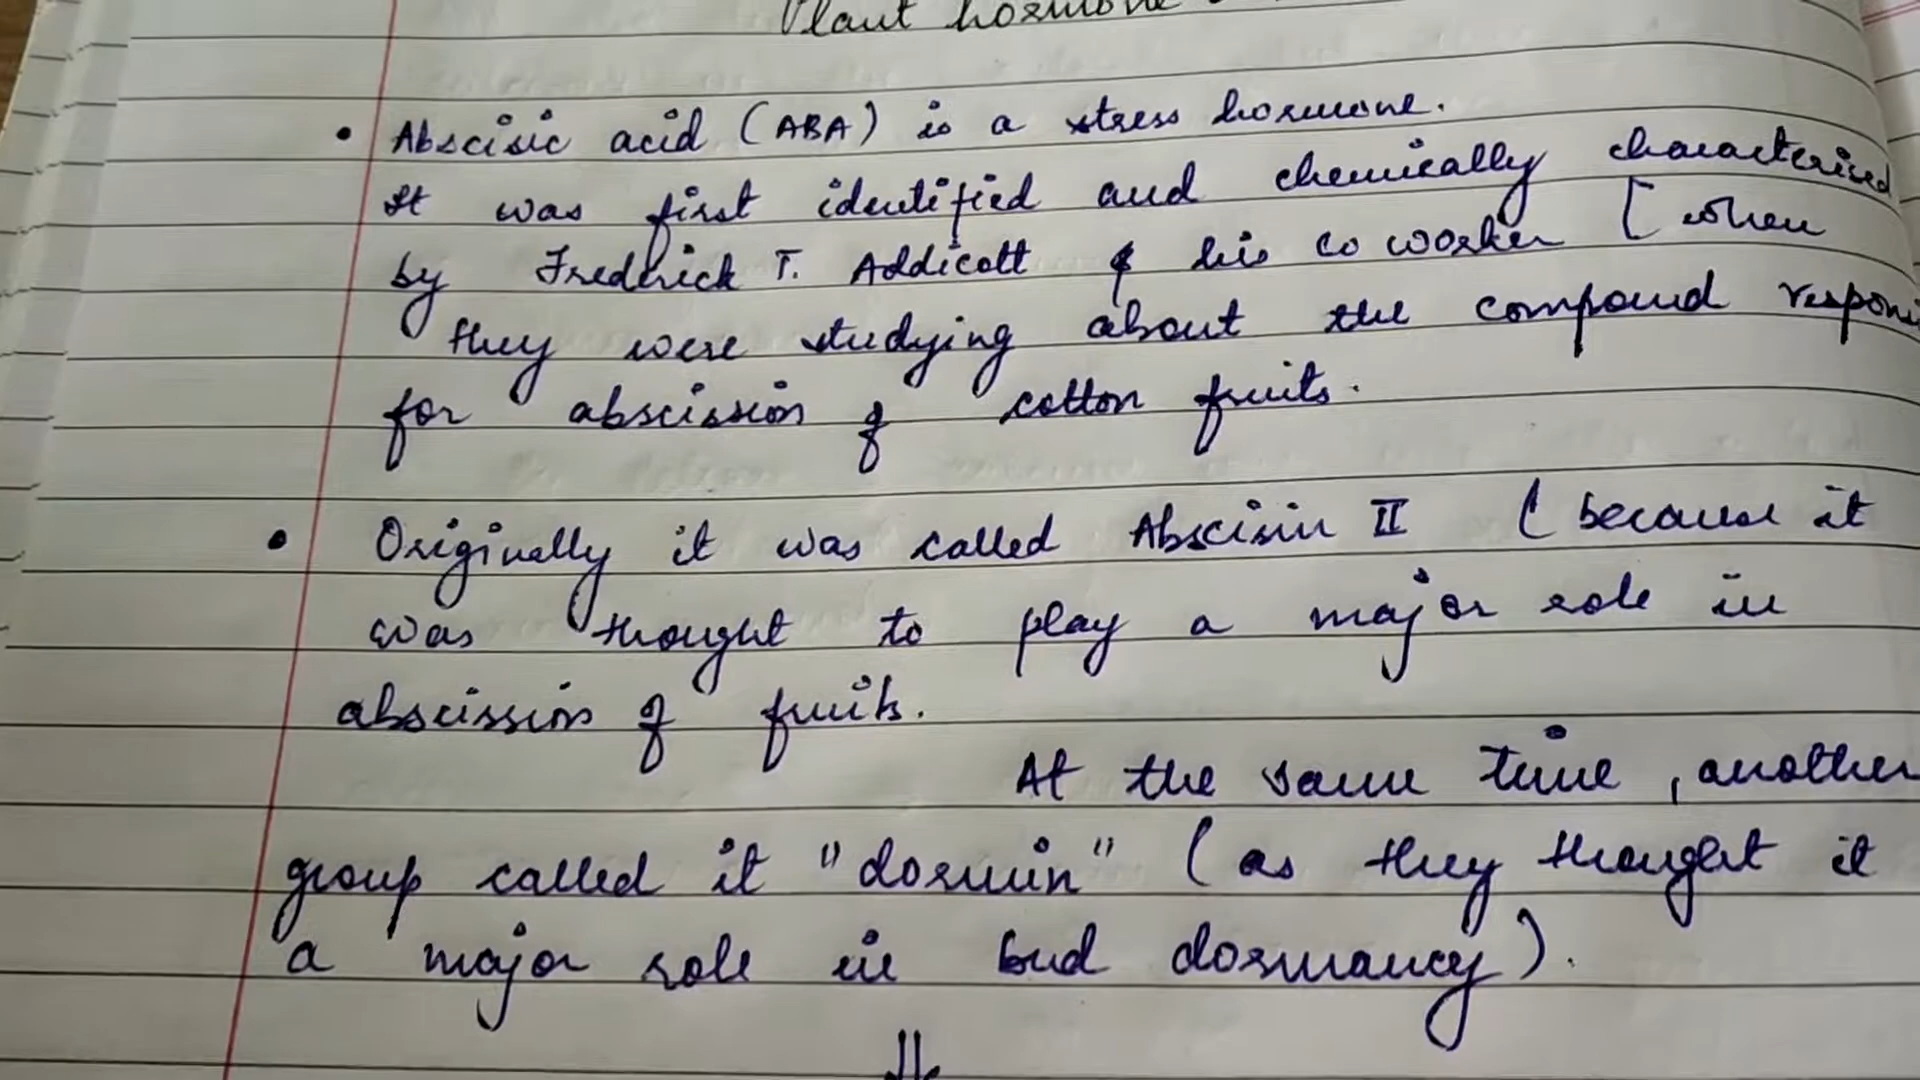 Plant hormone
• Abscisic acid (ABA) is a stress hormone.
It was first identified and chemically characterised
by Fredrick T. Addicott & his co worker [when
they were studying about the compound respon
for abscission of cotton fruits.
• Originally it was called Abscisin II (because it
was thought to play a major role in
abscission of fruits.
At the same time, another
group called it "dormin" (as they thought it
a major role in bud dormancy).